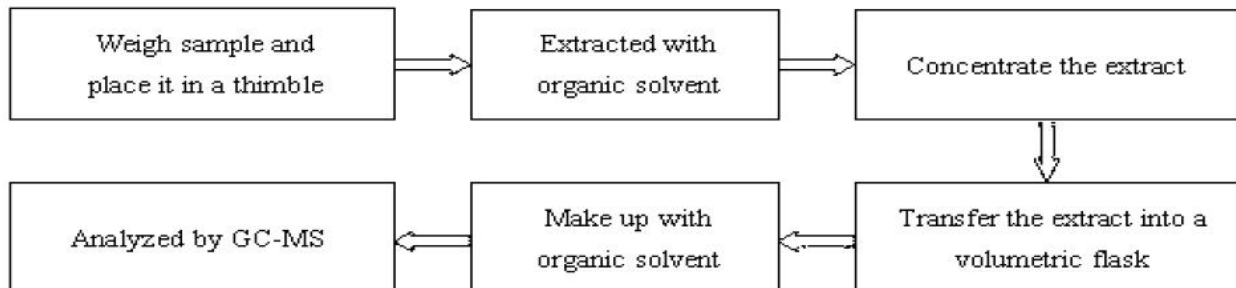 Weigh sample and
place it in a thimble
Extracted with
organic solvent
Concentrate the extract
Transfer the extract into a
volumetric flask
Make up with
organic solvent
Analyzed by GC-MS